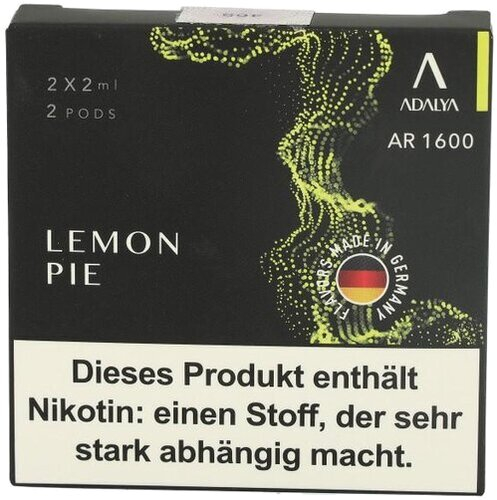 2 X 2 ml
2 PODS
ADALYA
AR 1600
LEMON
PIE
FLAVORS MADE IN GERMANY
Dieses Produkt enthält
Nikotin: einen Stoff, der sehr
stark abhängig macht.